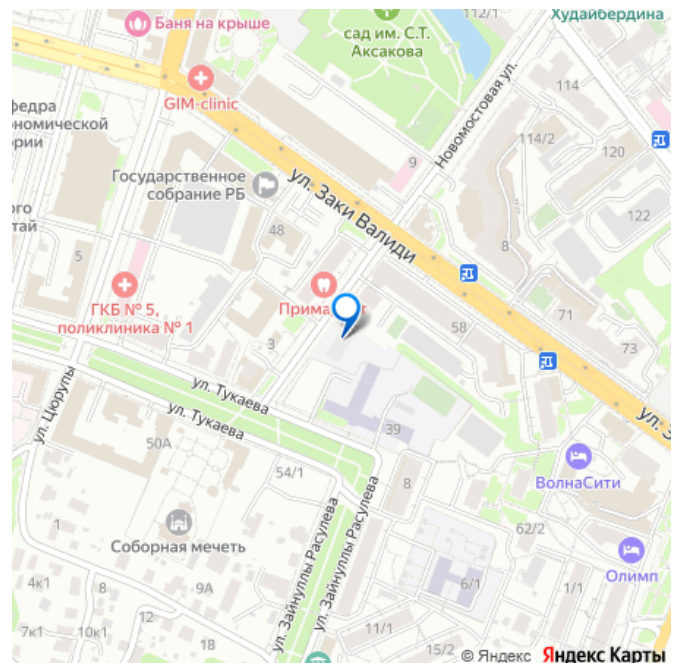 Баня на крыше
112/1
Худайбердина
сад им. С.Т.
Аксакова
GIM-clinic
114
федра
ономической
ории
Новомостовая ул.
114/2
120
9
Государственное
собрание РБ
ул. Заки Валиди
ого
тай
48
122
8
5
ГКБ № 5,
поликлиника № 1
Прима
3
58
71
73
ул. Тукаева
ул. Тукаева
ул. Цюрупы
39
ул. З
50А
54/1
8
ВолнаСити
1
Соборная мечеть
62/2
Олимп
ул. Зайнуллы Расулева
ул. Зайнуллы Расулева
4к1
8
9А
6/1
1/1
7к1
10к1
12
18
11/1
15/2
© Яндекс Яндекс Карты